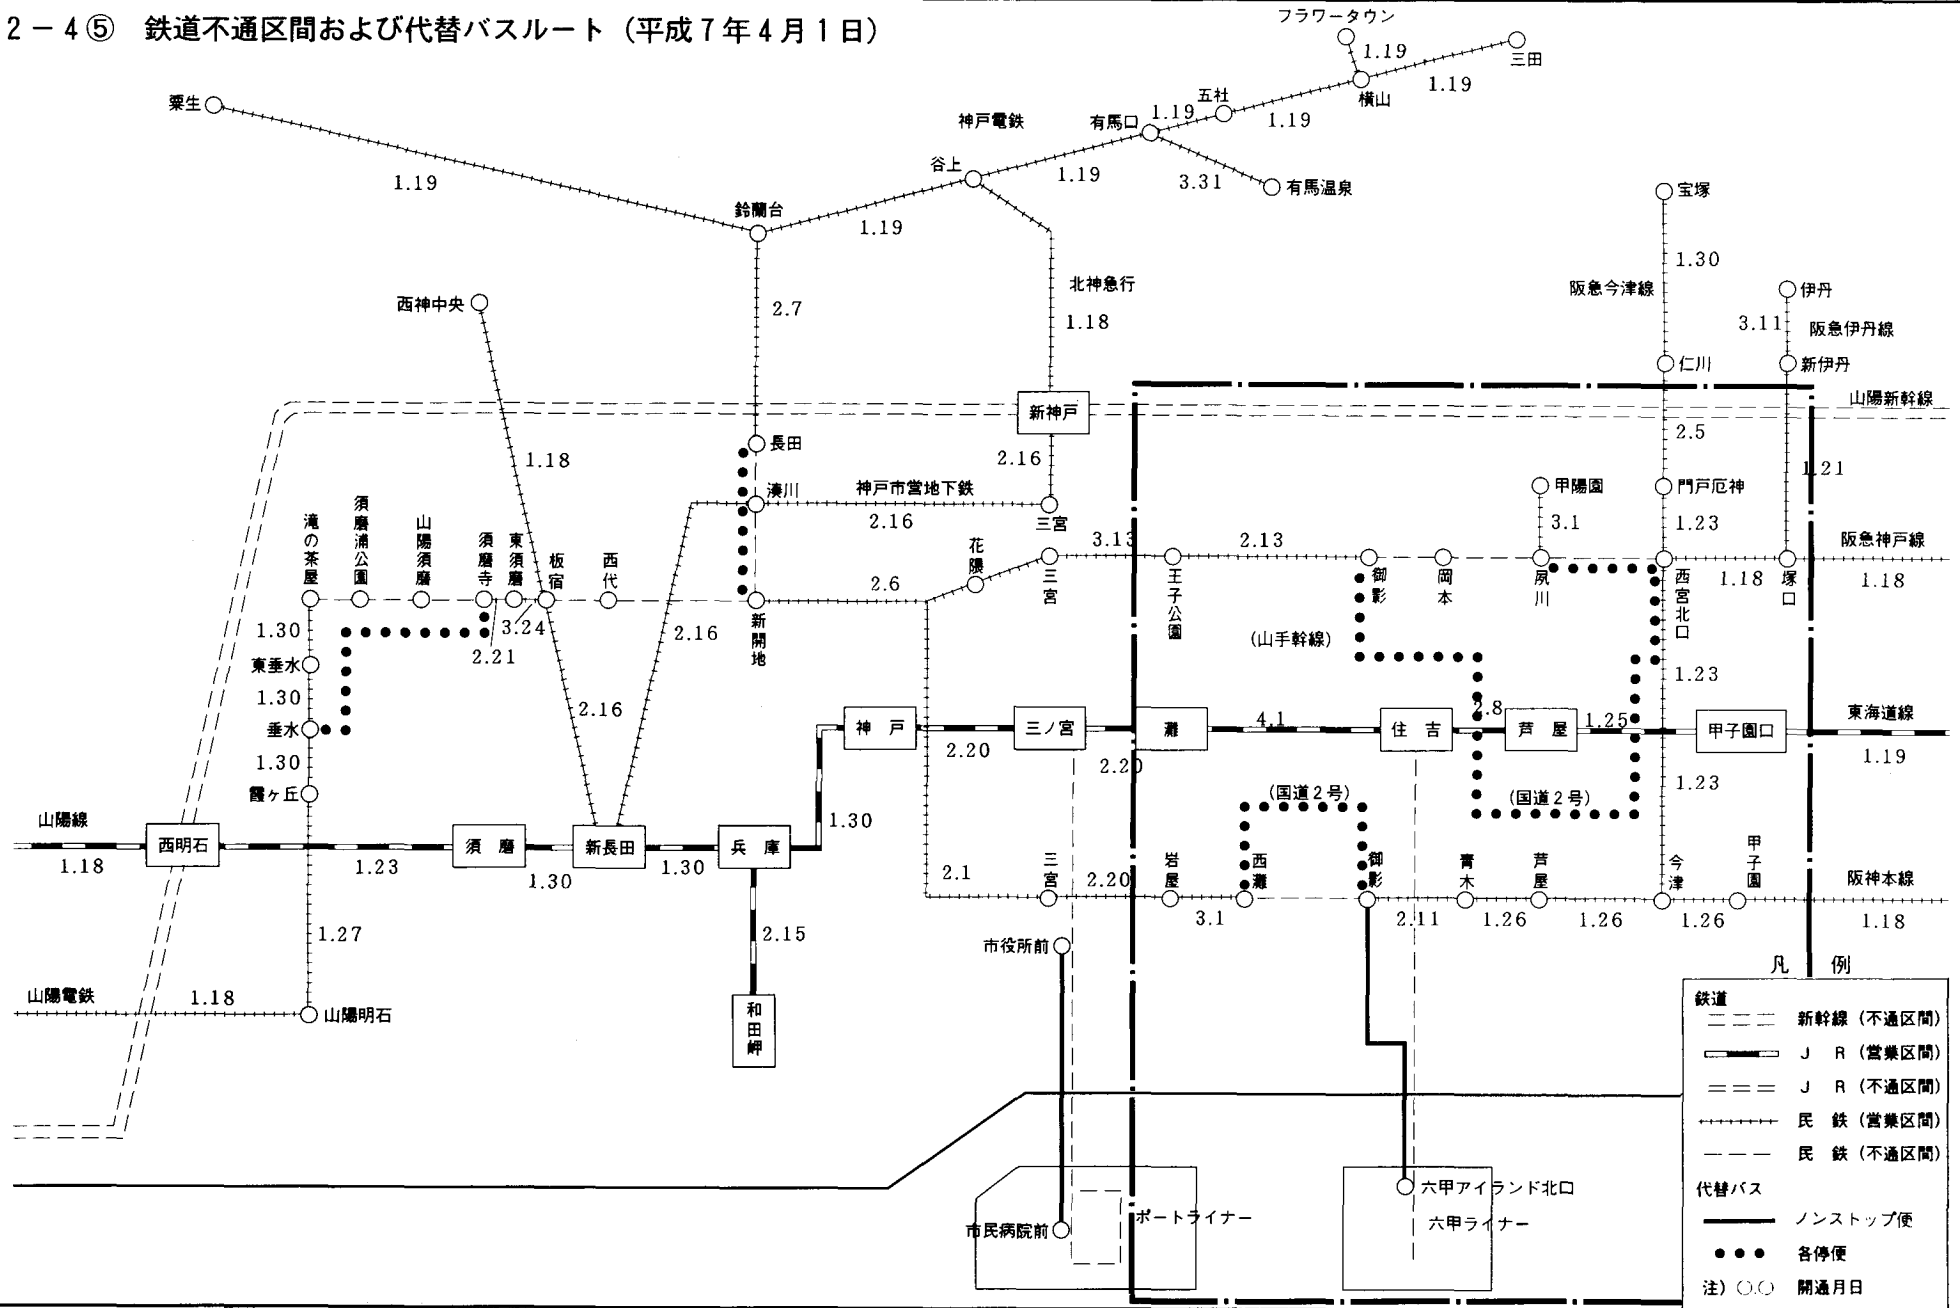 2－4⑤　鉄道不通区間および代替バスルート（平成7年4月1日）
フラワータウン
1.19
三田
粟生
横山
1.19
五社
1.19
1.19
神戸電鉄
有馬口
谷上
1.19
1.19
3.31
有馬温泉
宝塚
鈴蘭台
1.19
1.30
北神急行
阪急今津線
伊丹
西神中央
2.7
1.18
3.11
阪急伊丹線
仁川
新伊丹
山陽新幹線
新神戸
長田
2.5
1.18
2.16
1.21
湊川
神戸市営地下鉄
甲陽園
門戸厄神
2.16
三宮
3.1
1.23
滝の茶屋
須磨浦公園
山陽須磨
須磨寺
東須磨
板宿
西代
花隈
3.13
2.13
阪急神戸線
三宮
王子公園
御影
岡本
夙川
西宮北口
1.18
塚口
1.18
2.6
新開地
1.30
3.24
2.16
(山手幹線)
2.21
東垂水
1.23
1.30
2.16
垂水
神戸
三ノ宮
灘
4.1
住吉
2.8
芦屋
1.25
甲子園口
東海道線
2.20
2.20
1.19
1.30
1.23
霞ヶ丘
(国道2号)
(国道2号)
山陽線
1.30
西明石
須磨
新長田
兵庫
1.18
1.23
1.30
1.30
2.1
三宮
2.20
岩屋
西灘
御影
青木
芦屋
今津
甲子園
阪神本線
3.1
2.11
1.26
1.26
1.26
1.18
1.27
2.15
市役所前
山陽電鉄
1.18
山陽明石
和田岬
凡例
鉄道
新幹線（不通区間）
JR（営業区間）
JR（不通区間）
民鉄（営業区間）
民鉄（不通区間）
代替バス
ノンストップ便
各停便
注）○.○　開通月日
六甲アイランド北口
六甲ライナー
ポートライナー
市民病院前